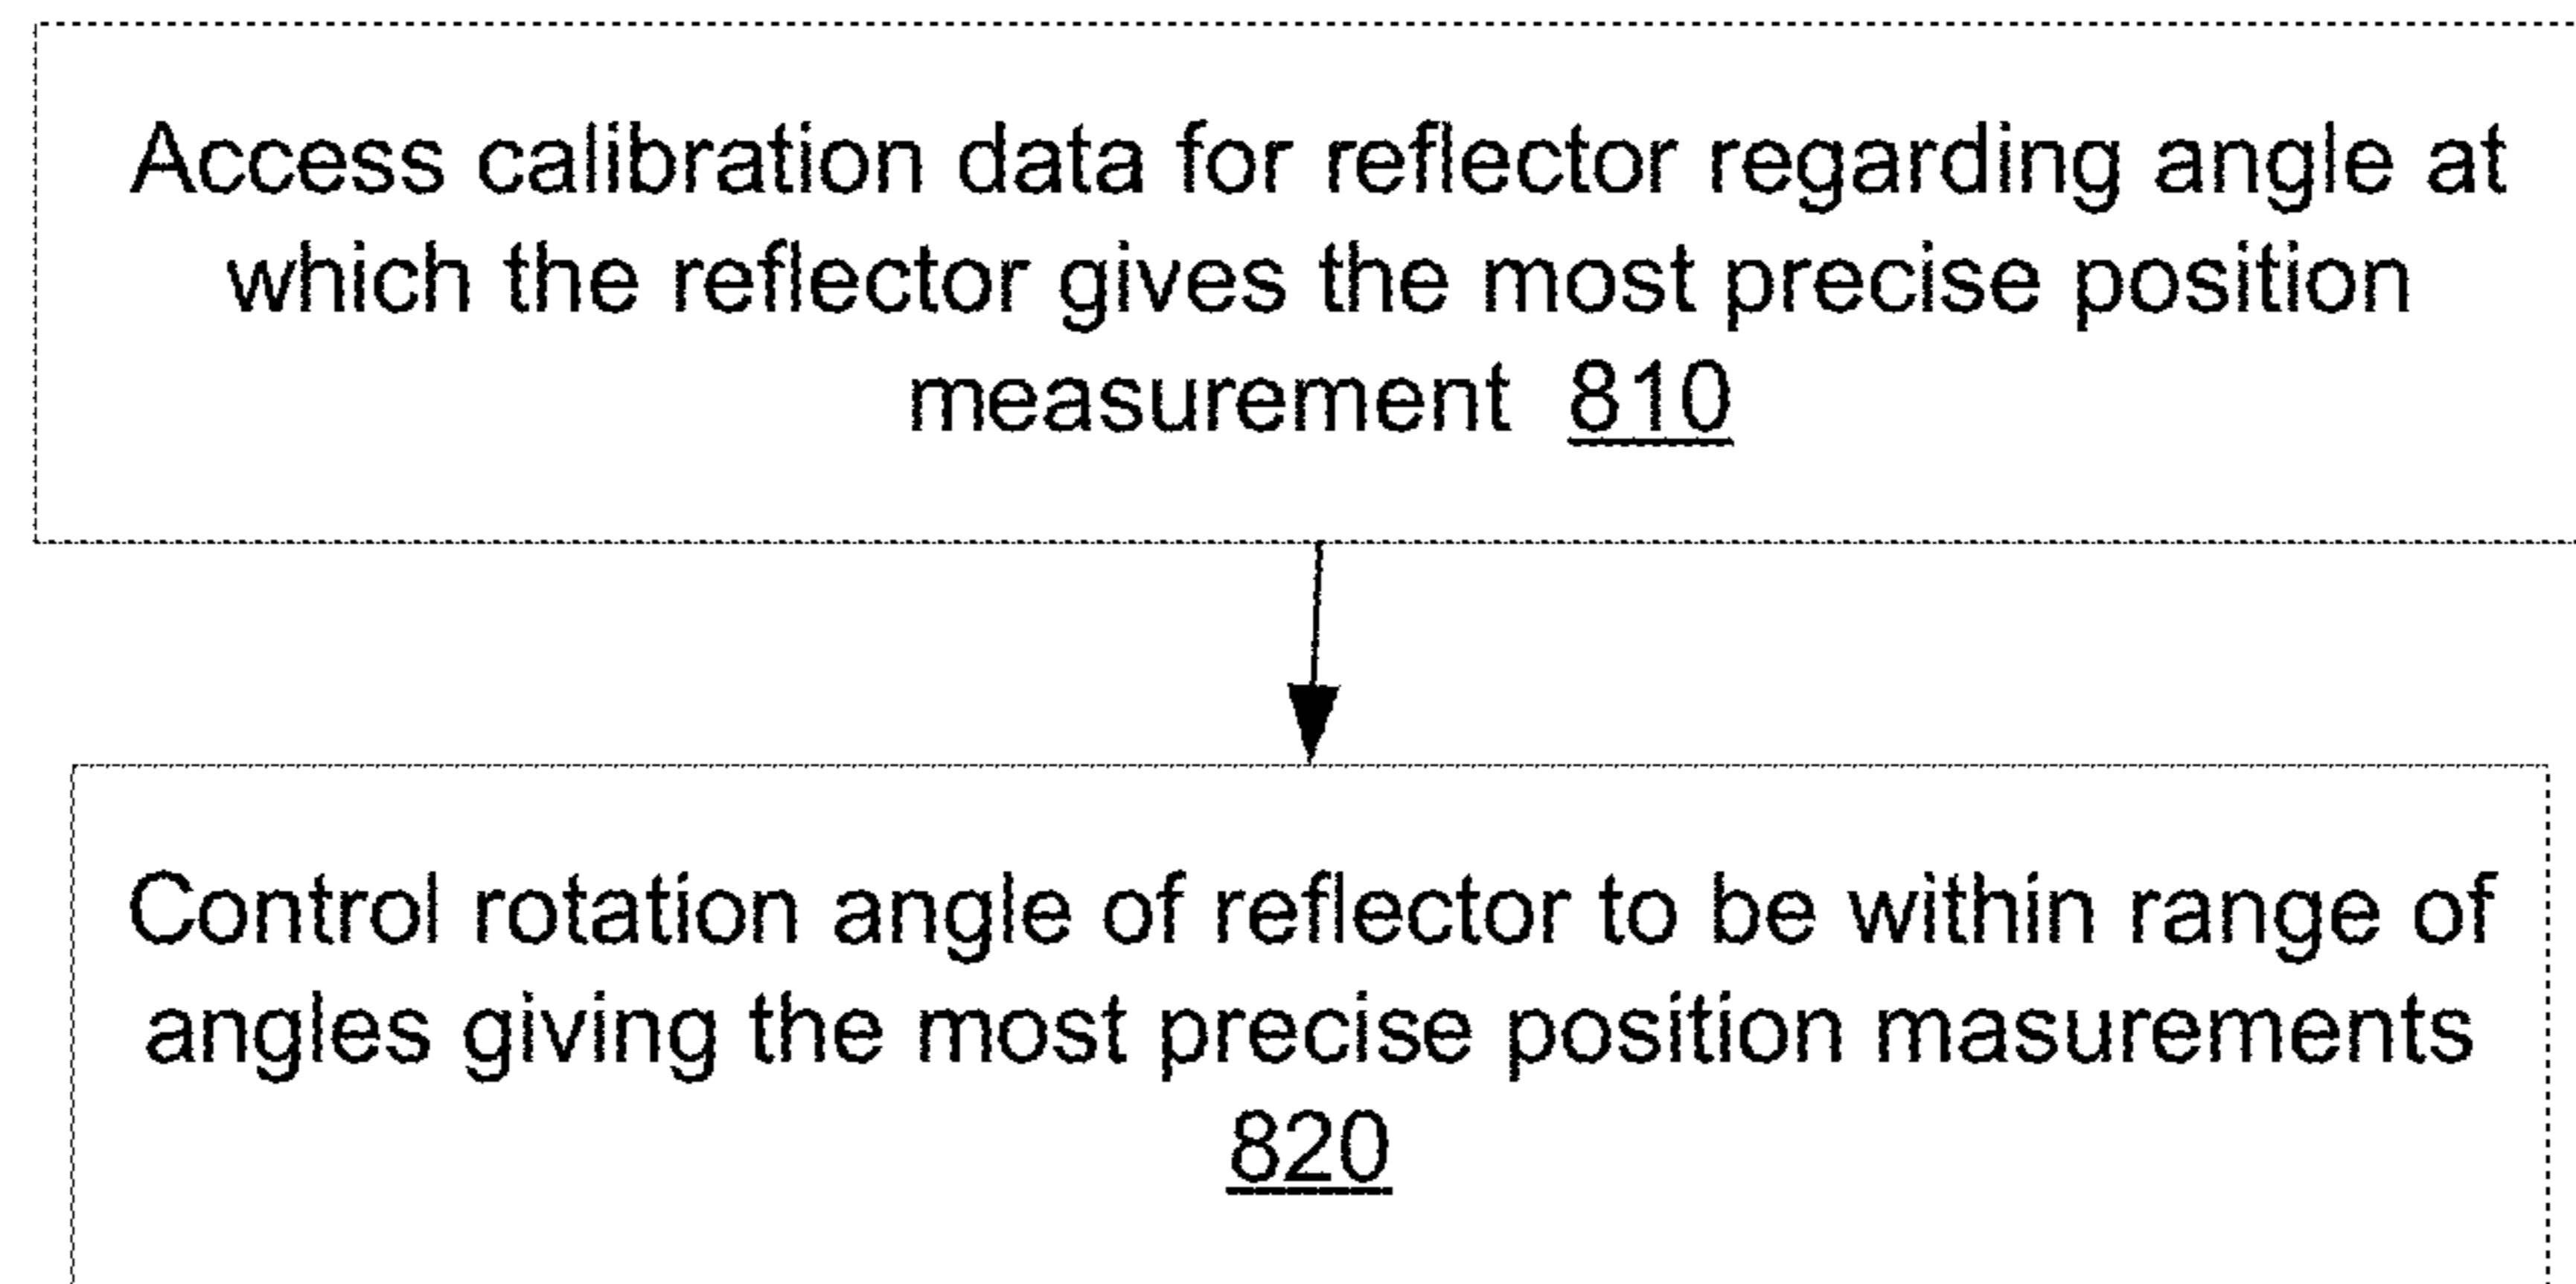 Access calibration data for reflector regarding angle at
which the reflector gives the most precise position
measurement 810
Control rotation angle of reflector to be within range of
angles giving the most precise position masurements
820